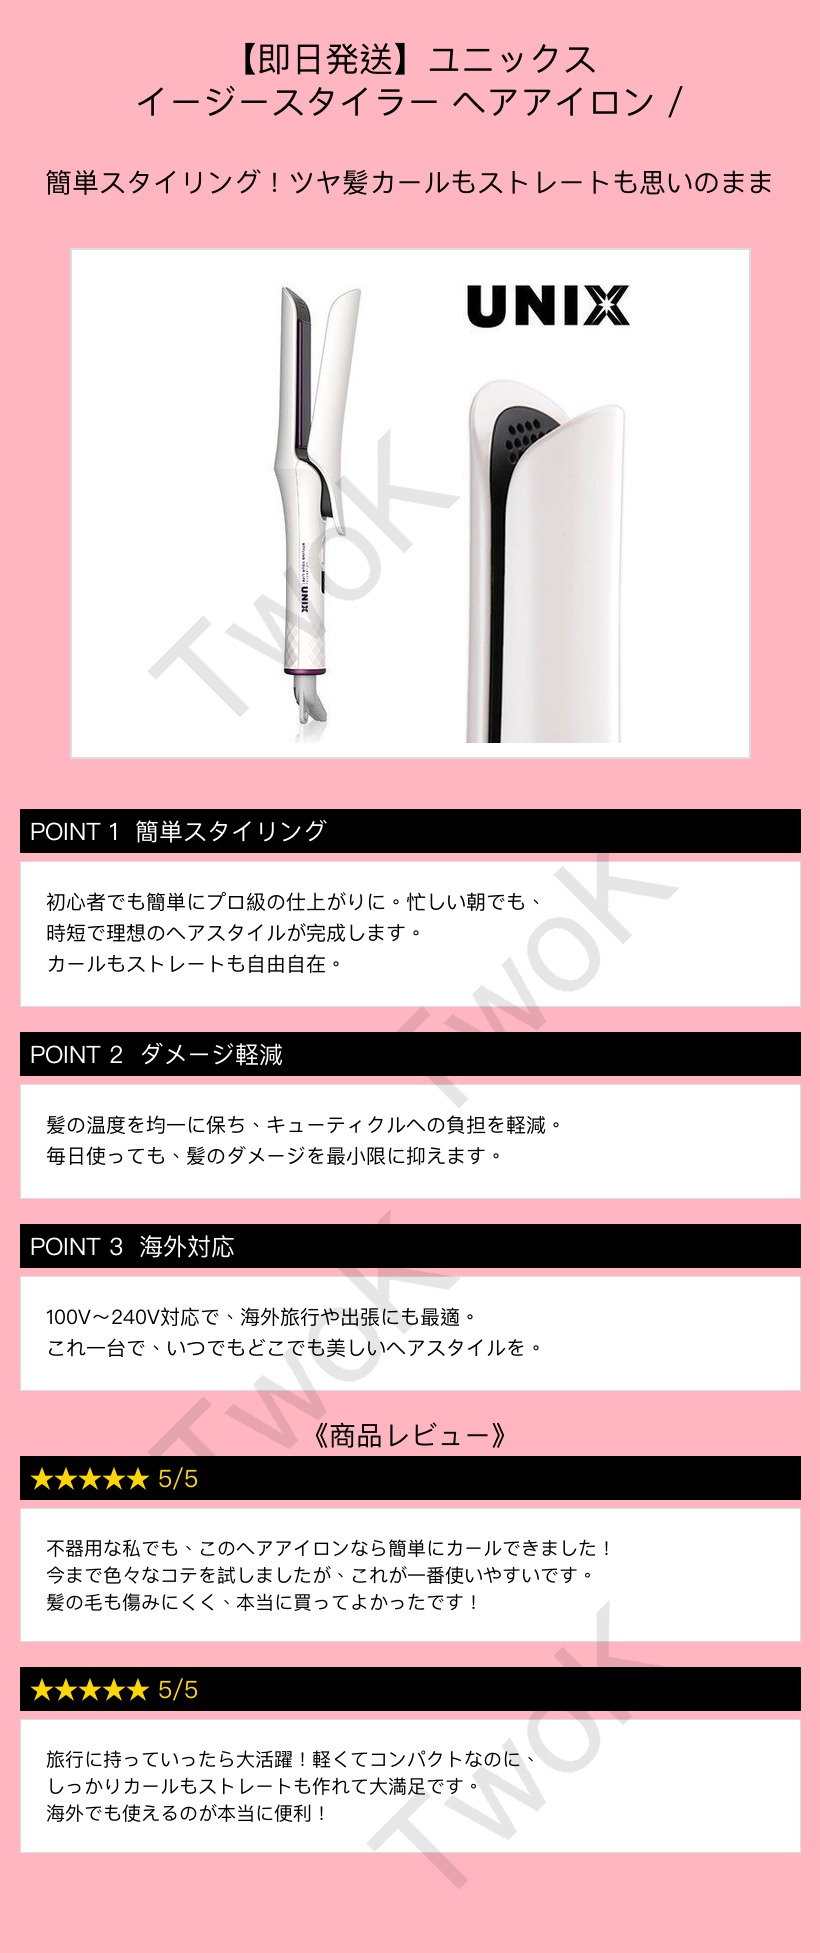 【即日発送】ユニックス
イージースタイラー ヘアアイロン /
簡単スタイリング！ツヤ髪カールもストレートも思いのまま
UNIX
UNIX
TwoK
POINT 1 簡単スタイリング
初心者でも簡単にプロ級の仕上がりに。忙しい朝でも、
時短で理想のヘアスタイルが完成します。
カールもストレートも自由自在。
TwoK
POINT 2 ダメージ軽減
髪の温度を均一に保ち、キューティクルへの負担を軽減。
毎日使っても、髪のダメージを最小限に抑えます。
POINT 3 海外対応
100V〜240V対応で、海外旅行や出張にも最適。
これ一台で、いつでもどこでも美しいヘアスタイルを。
TwoK
《商品レビュー》
★★★★★ 5/5
不器用な私でも、このヘアアイロンなら簡単にカールできました！
今まで色々なコテを試しましたが、これが一番使いやすいです。
髪の毛も傷みにくく、本当に買ってよかったです！
★★★★★ 5/5
旅行に持っていったら大活躍！軽くてコンパクトなのに、
しっかりカールもストレートも作れて大満足です。
海外でも使えるのが本当に便利！
TwoK